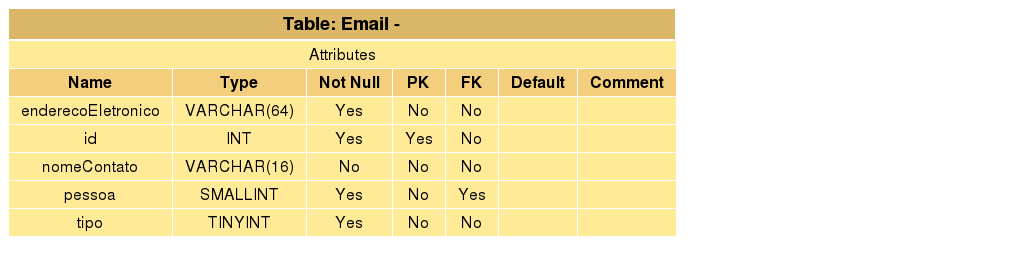 Table: Email -
Attributes
Name Type Not Null PK FK Default Comment
enderecoEletronico VARCHAR(64) Yes No No
id INT Yes Yes No
nomeContato VARCHAR(16) No No No
pessoa SMALLINT Yes No Yes
tipo TINYINT Yes No No